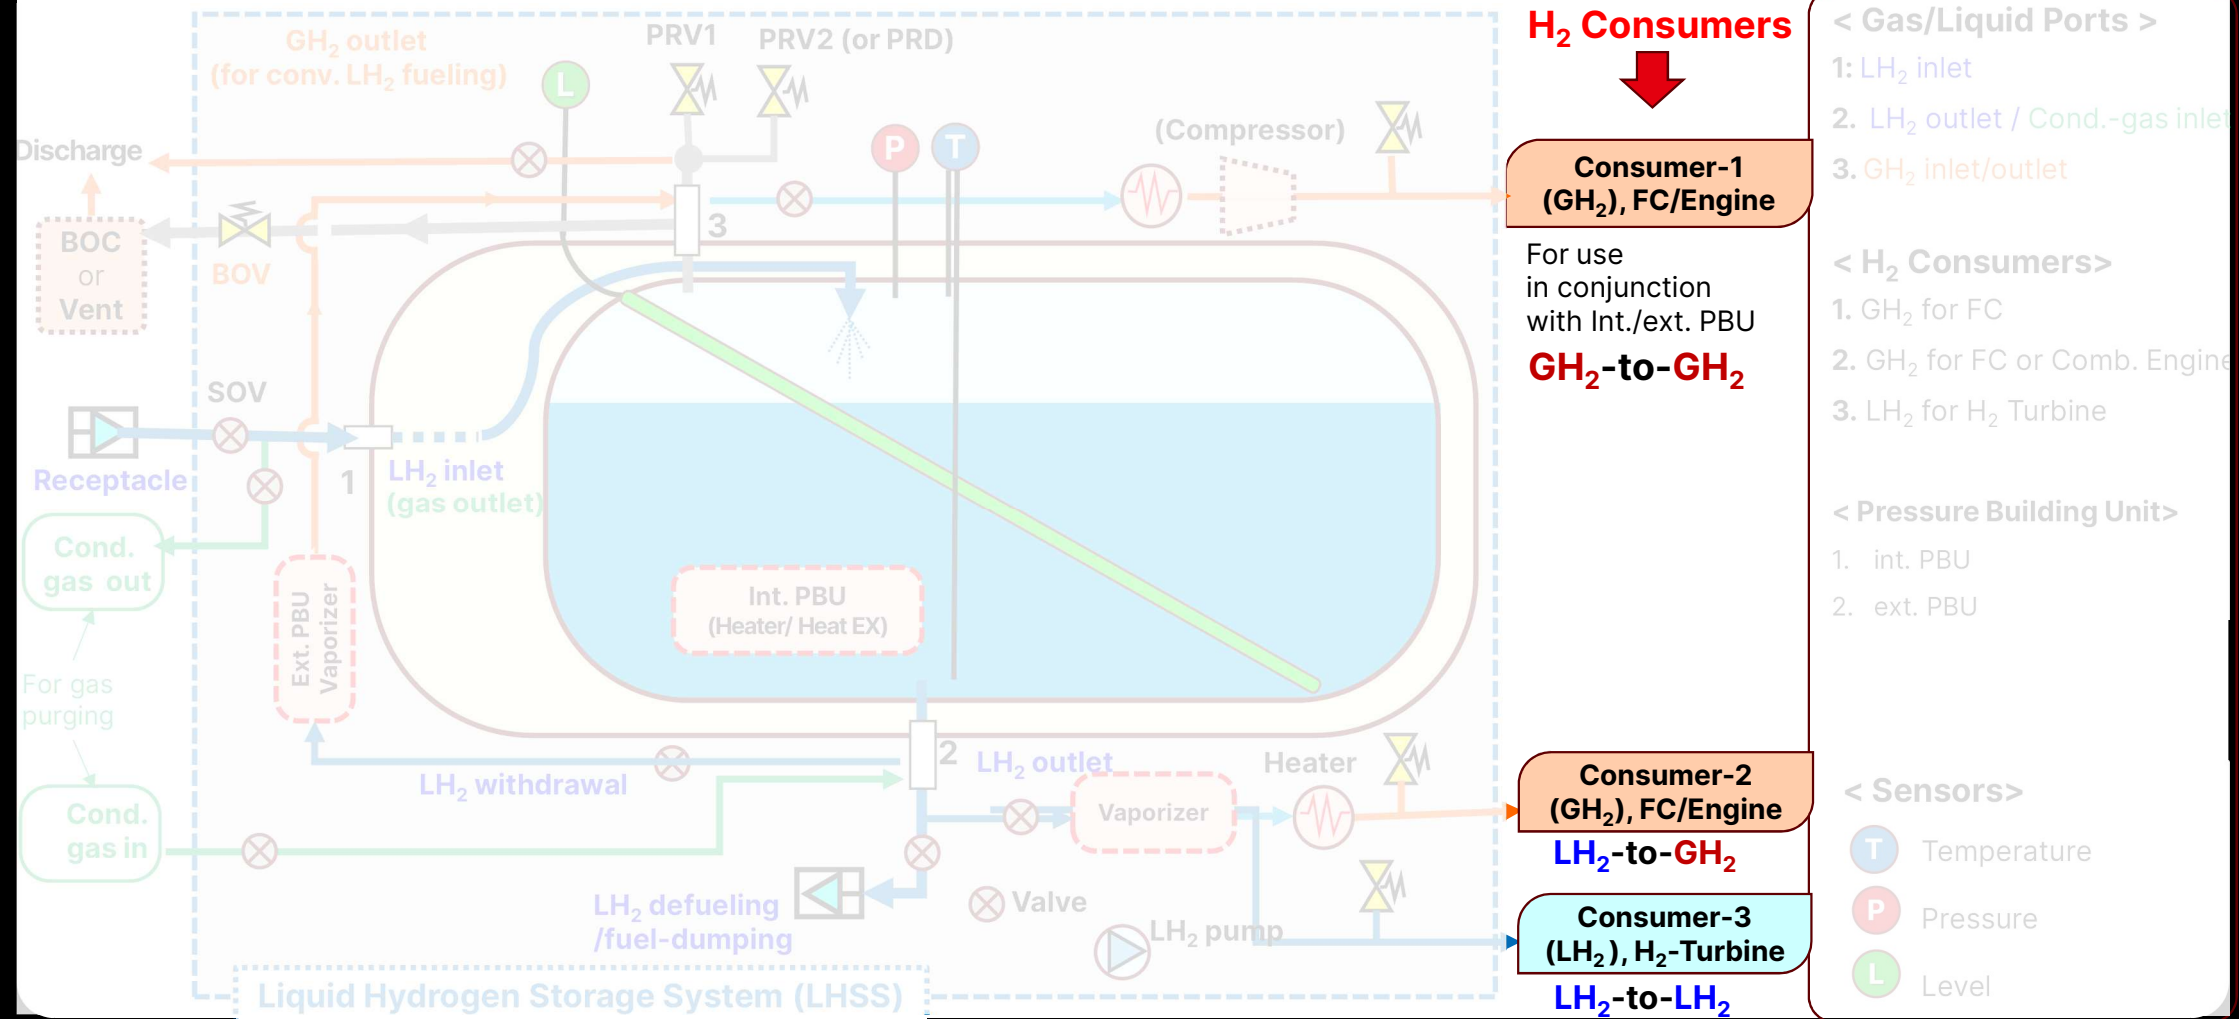 GH₂ outlet
(for conv. LH₂ fueling)
PRV1
PRV2 (or PRD)
L
P
T
Discharge
BOC
or
Vent
BOV
3
(Compressor)
SOV
Receptacle
1
LH₂ inlet
(gas outlet)
Cond.
gas out
Ext. PBU
Vaporizer
For gas
purging
Cond.
gas in
Int. PBU
(Heater/ Heat EX)
2
LH₂ withdrawal
LH₂ outlet
Vaporizer
Heater
LH₂ defueling
/fuel-dumping
Valve
LH₂ pump
Liquid Hydrogen Storage System (LHSS)
H₂ Consumers
Consumer-1
(GH₂), FC/Engine
For use
in conjunction
with Int./ext. PBU
GH₂-to-GH₂
Consumer-2
(GH₂), FC/Engine
LH₂-to-GH₂
Consumer-3
(LH₂), H₂-Turbine
LH₂-to-LH₂
< Gas/Liquid Ports >
1: LH₂ inlet
2. LH₂ outlet / Cond.-gas inlet
3. GH₂ inlet/outlet
< H₂ Consumers>
1. GH₂ for FC
2. GH₂ for FC or Comb. Engine
3. LH₂ for H₂ Turbine
< Pressure Building Unit>
1. int. PBU
2. ext. PBU
< Sensors>
T Temperature
P Pressure
L Level